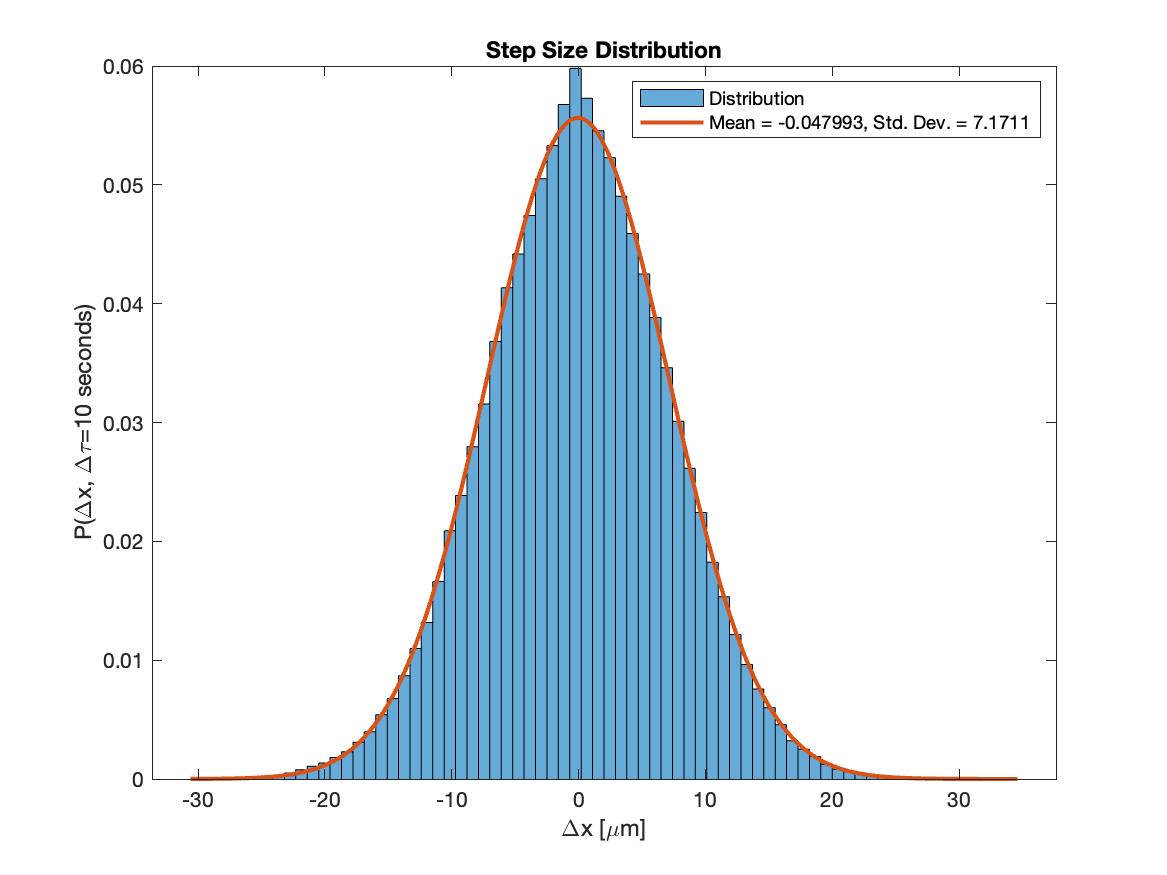 Step Size Distribution
0.06
0.05
0.04
0.03
0.02
0.01
0
P(Δx, Δτ=10 seconds)
Distribution
Mean = -0.047993, Std. Dev. = 7.1711
-30
-20
-10
0
10
20
30
Δx [μm]